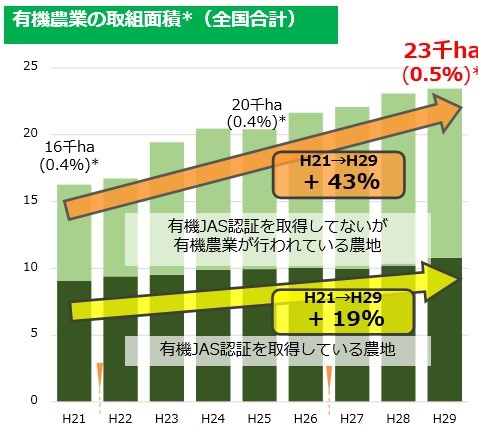 有機農業の取組面積*（全国合計）
23千ha
(0.5%)*
25
20千ha
(0.4%)*
20
16千ha
(0.4%)*
H21→H29
+ 43%
15
有機JAS認証を取得してないが
有機農業が行われている農地
10
H21→H29
+ 19%
5
有機JAS認証を取得している農地
0
H21 H22 H23 H24 H25 H26 H27 H28 H29